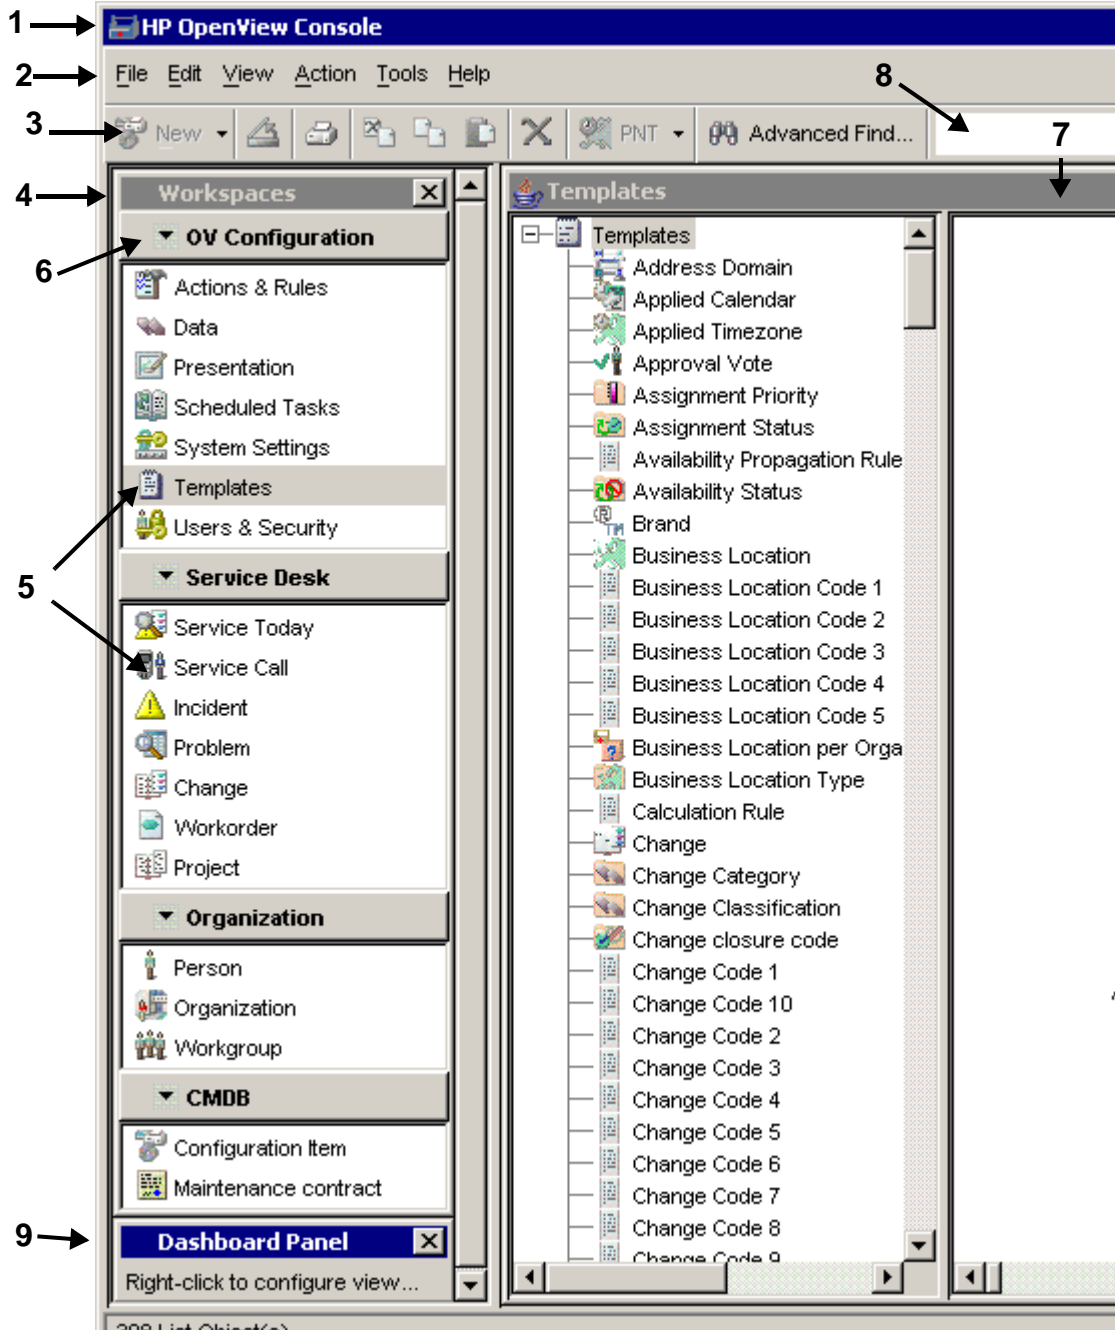 1
HP OpenView Console
2
File Edit View Action Tools Help
8
3
New
PNT
Advanced Find...
7
4
Workspaces
Templates
6
OV Configuration
Actions & Rules
Data
Presentation
Scheduled Tasks
System Settings
Templates
Users & Security
5
Service Desk
Service Today
Service Call
Incident
Problem
Change
Workorder
Project
Organization
Person
Organization
Workgroup
CMDB
Configuration Item
Maintenance contract
9
Dashboard Panel
Right-click to configure view...
Templates
Address Domain
Applied Calendar
Applied Timezone
Approval Vote
Assignment Priority
Assignment Status
Availability Propagation Rule
Availability Status
Brand
Business Location
Business Location Code 1
Business Location Code 2
Business Location Code 3
Business Location Code 4
Business Location Code 5
Business Location per Orga
Business Location Type
Calculation Rule
Change
Change Category
Change Classification
Change closure code
Change Code 1
Change Code 10
Change Code 2
Change Code 3
Change Code 4
Change Code 5
Change Code 6
Change Code 7
Change Code 8
Change Code 9
List Object(s)